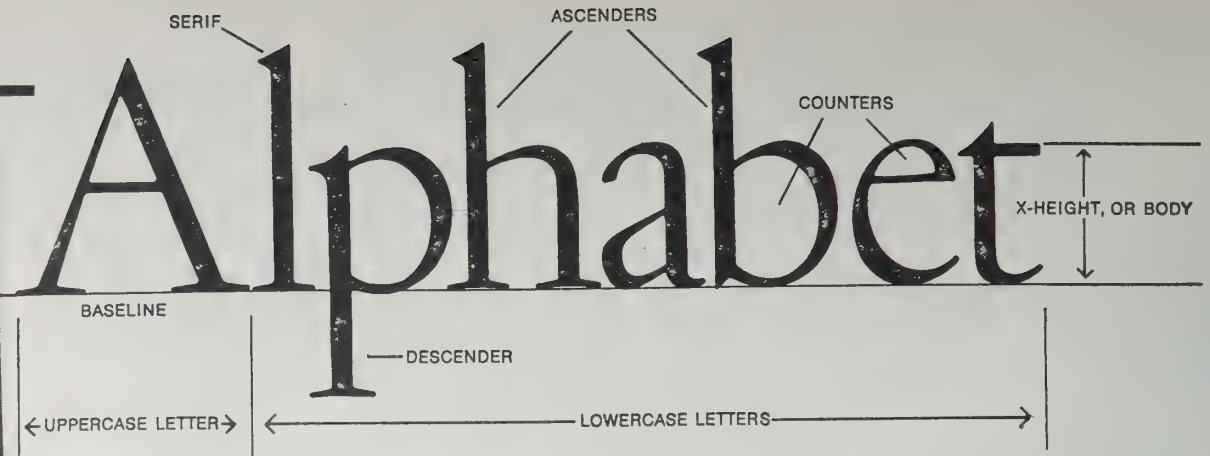 SERIF
ASCENDERS
COUNTERS
Alphabet
X-HEIGHT, OR BODY
BASELINE
DESCENDER
UPPERCASE LETTER
LOWERCASE LETTERS